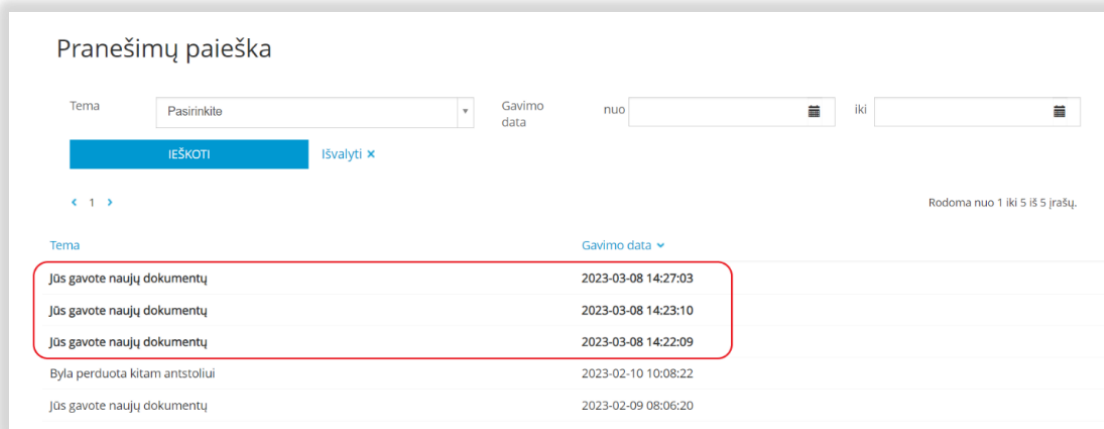 Pranešimų paieška
Tema Pasirinkite Gavimo data nuo iki
IEŠKOTI Išvalyti ×
‹ 1 › Rodoma nuo 1 iki 5 iš 5 įrašų.
Tema Gavimo data
Jūs gavote naujų dokumentų 2023-03-08 14:27:03
Jūs gavote naujų dokumentų 2023-03-08 14:23:10
Jūs gavote naujų dokumentų 2023-03-08 14:22:09
Byla perduota kitam antstoliui 2023-02-10 10:08:22
Jūs gavote naujų dokumentų 2023-02-09 08:06:20